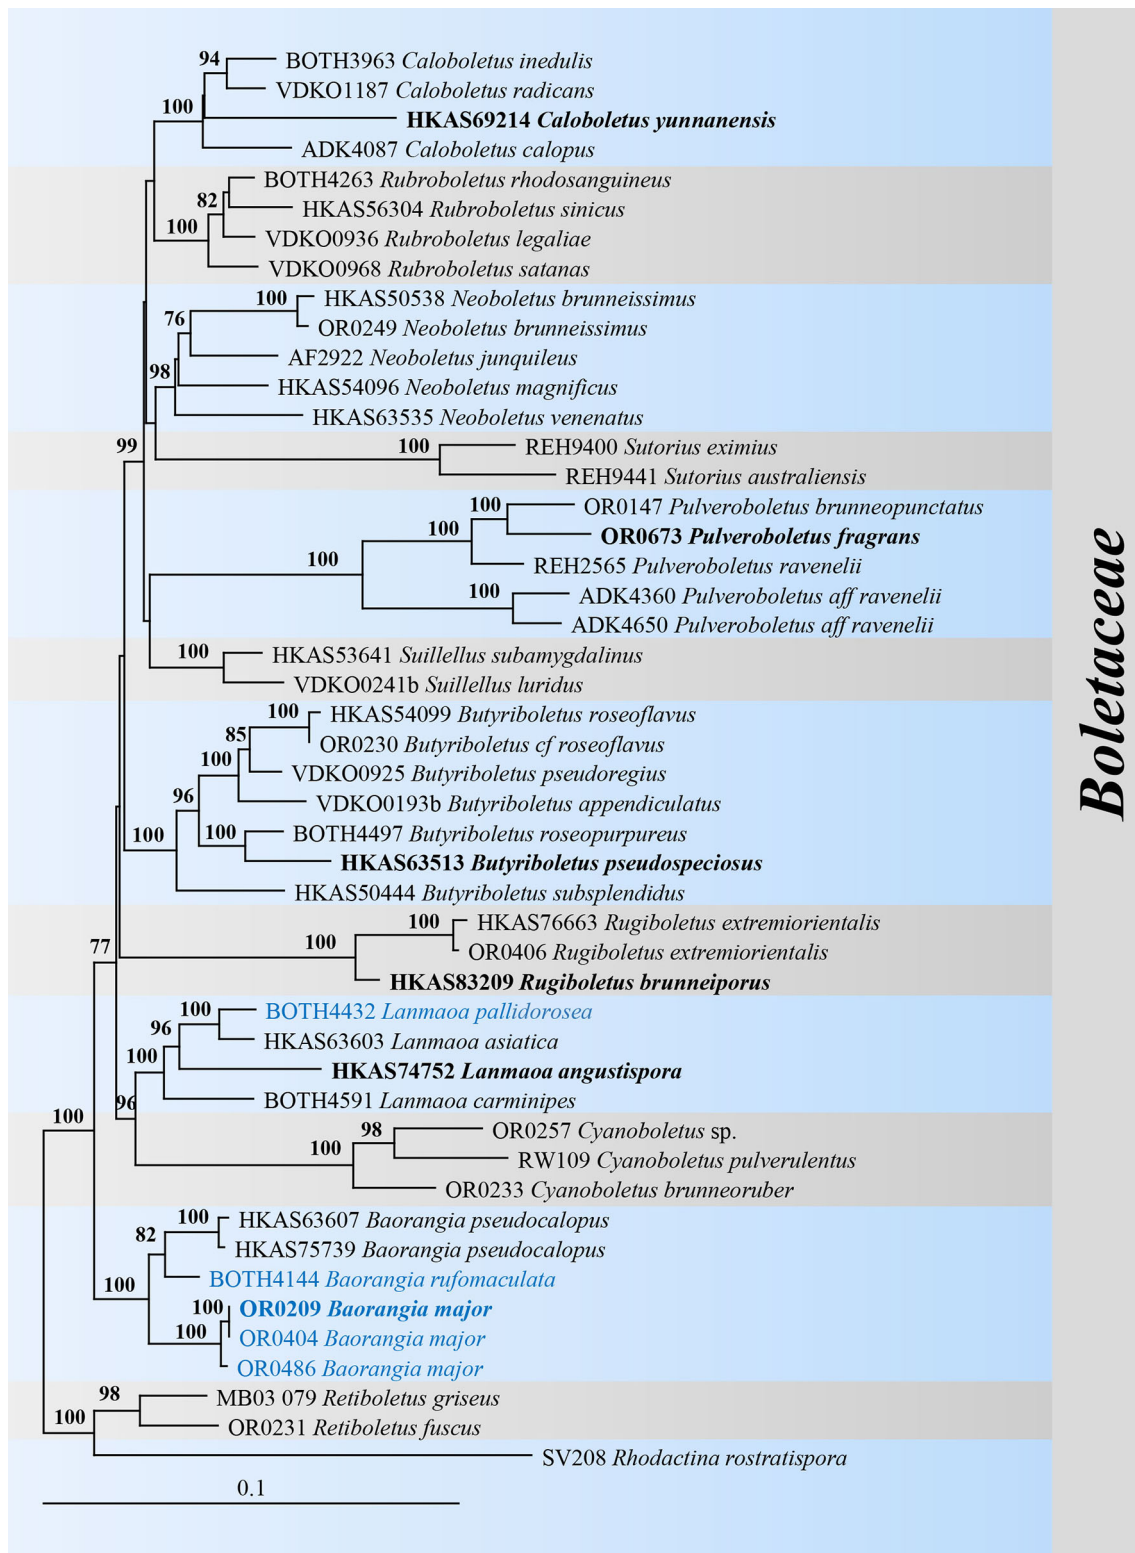 94
BOTH3963 Caloboletus inedulis
VDKO1187 Caloboletus radicans
100
HKAS69214 Caloboletus yunnanensis
ADK4087 Caloboletus calopus
BOTH4263 Rubroboletus rhodosanguineus
82
HKAS56304 Rubroboletus sinicus
100
VDKO0936 Rubroboletus legaliae
VDKO0968 Rubroboletus satanas
100
HKAS50538 Neoboletus brunneissimus
76
OR0249 Neoboletus brunneissimus
AF2922 Neoboletus junquileus
98
HKAS54096 Neoboletus magnificus
HKAS63535 Neoboletus venenatus
99
100
REH9400 Sutorius eximius
REH9441 Sutorius australiensis
100
OR0147 Pulveroboletus brunneopunctatus
100
OR0673 Pulveroboletus fragrans
100
REH2565 Pulveroboletus ravenelii
100
ADK4360 Pulveroboletus aff ravenelii
ADK4650 Pulveroboletus aff ravenelii
100
HKAS53641 Suillellus subamygdalinus
VDKO0241b Suillellus luridus
100
HKAS54099 Butyriboletus roseoflavus
85
OR0230 Butyriboletus cf roseoflavus
100
VDKO0925 Butyriboletus pseudoregius
96
VDKO0193b Butyriboletus appendiculatus
100
100
BOTH4497 Butyriboletus roseopurpureus
HKAS63513 Butyriboletus pseudospeciosus
HKAS50444 Butyriboletus subsplendidus
100
HKAS76663 Rugiboletus extremiorientalis
77
100
OR0406 Rugiboletus extremiorientalis
HKAS83209 Rugiboletus brunneiporus
100
BOTH4432 Lanmaoa pallidorosea
96
HKAS63603 Lanmaoa asiatica
100
HKAS74752 Lanmaoa angustispora
96
BOTH4591 Lanmaoa carminipes
100
98
OR0257 Cyanoboletus sp.
100
RW109 Cyanoboletus pulverulentus
OR0233 Cyanoboletus brunneoruber
100
HKAS63607 Baorangia pseudocalopus
82
HKAS75739 Baorangia pseudocalopus
100
BOTH4144 Baorangia rufomaculata
100
OR0209 Baorangia major
100
OR0404 Baorangia major
OR0486 Baorangia major
98
MB03 079 Retiboletus griseus
100
OR0231 Retiboletus fuscus
SV208 Rhodactina rostratispora
0.1
Boletaceae